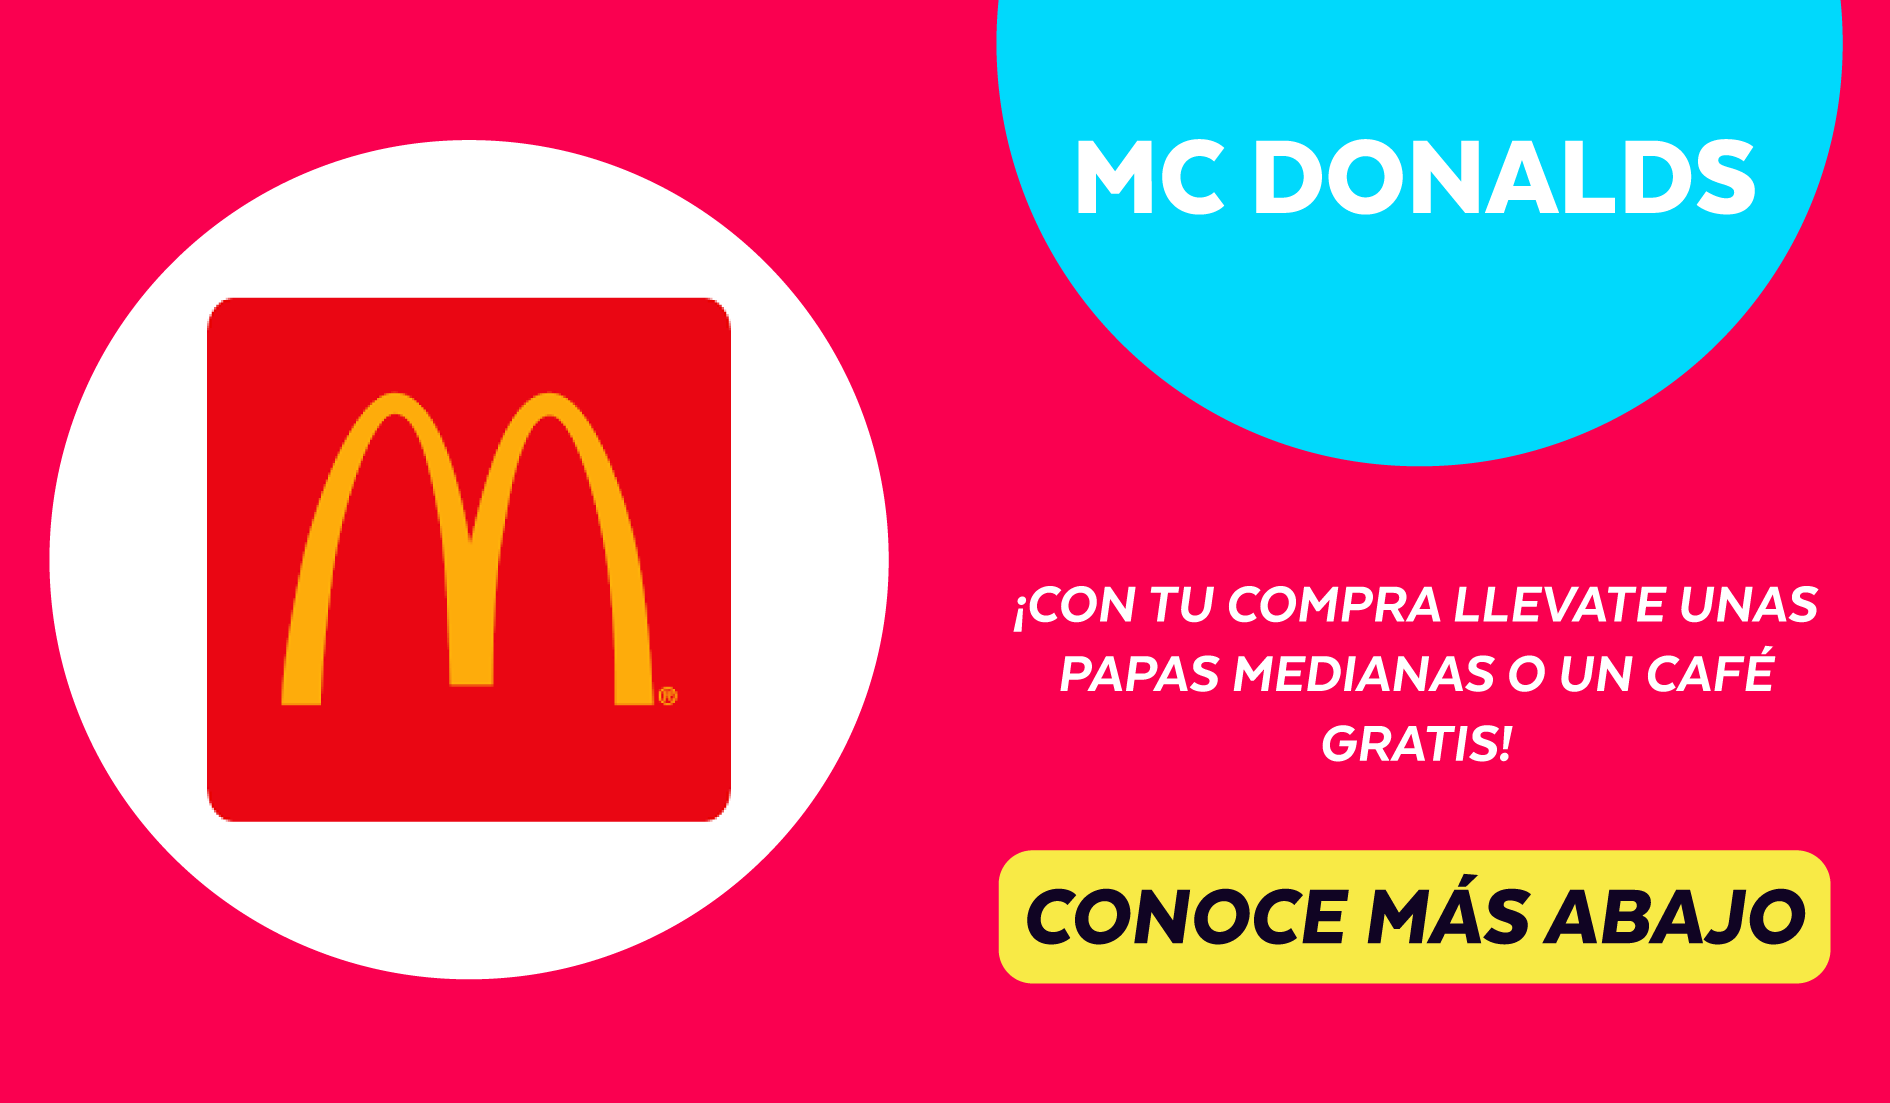 MC DONALDS
¡CON TU COMPRA LLEVATE UNAS
PAPAS MEDIANAS O UN CAFÉ
GRATIS!
CONOCE MÁS ABAJO